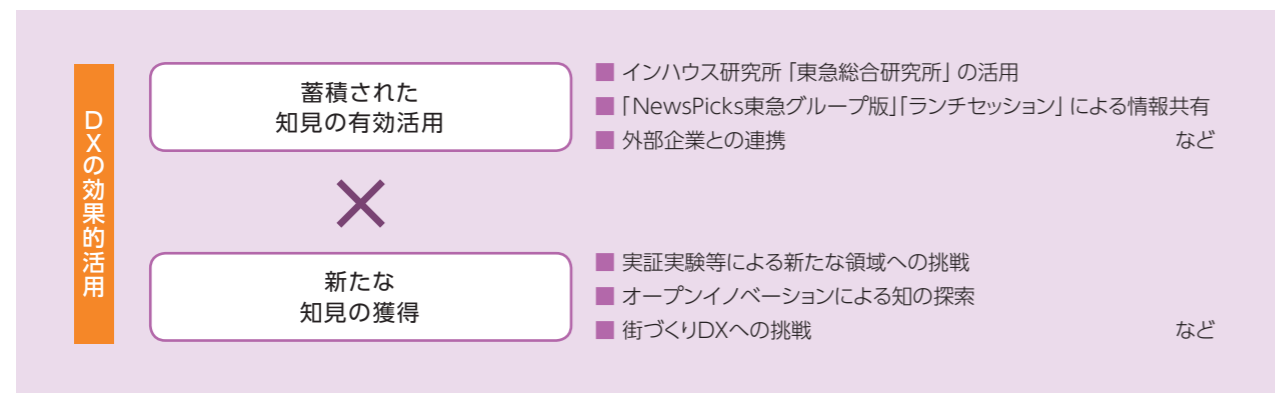 DXの効果的活用
蓄積された
知見の有効活用
■ インハウス研究所「東急総合研究所」の活用
■「NewsPicks東急グループ版」「ランチセッション」による情報共有
■ 外部企業との連携 など
×
新たな
知見の獲得
■ 実証実験等による新たな領域への挑戦
■ オープンイノベーションによる知の探索
■ 街づくりDXへの挑戦 など